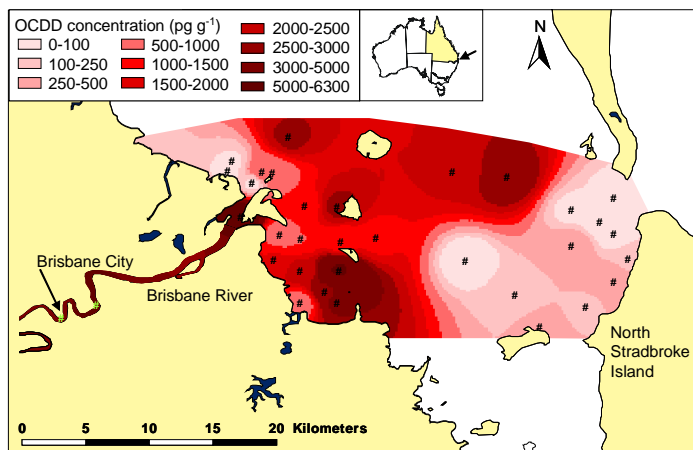 OCDD concentration (pg g⁻¹)
0-100
100-250
250-500
500-1000
1000-1500
1500-2000
2000-2500
2500-3000
3000-5000
5000-6300
N
Brisbane City
Brisbane River
North
Stradbroke
Island
0 5 10 15 20 Kilometers